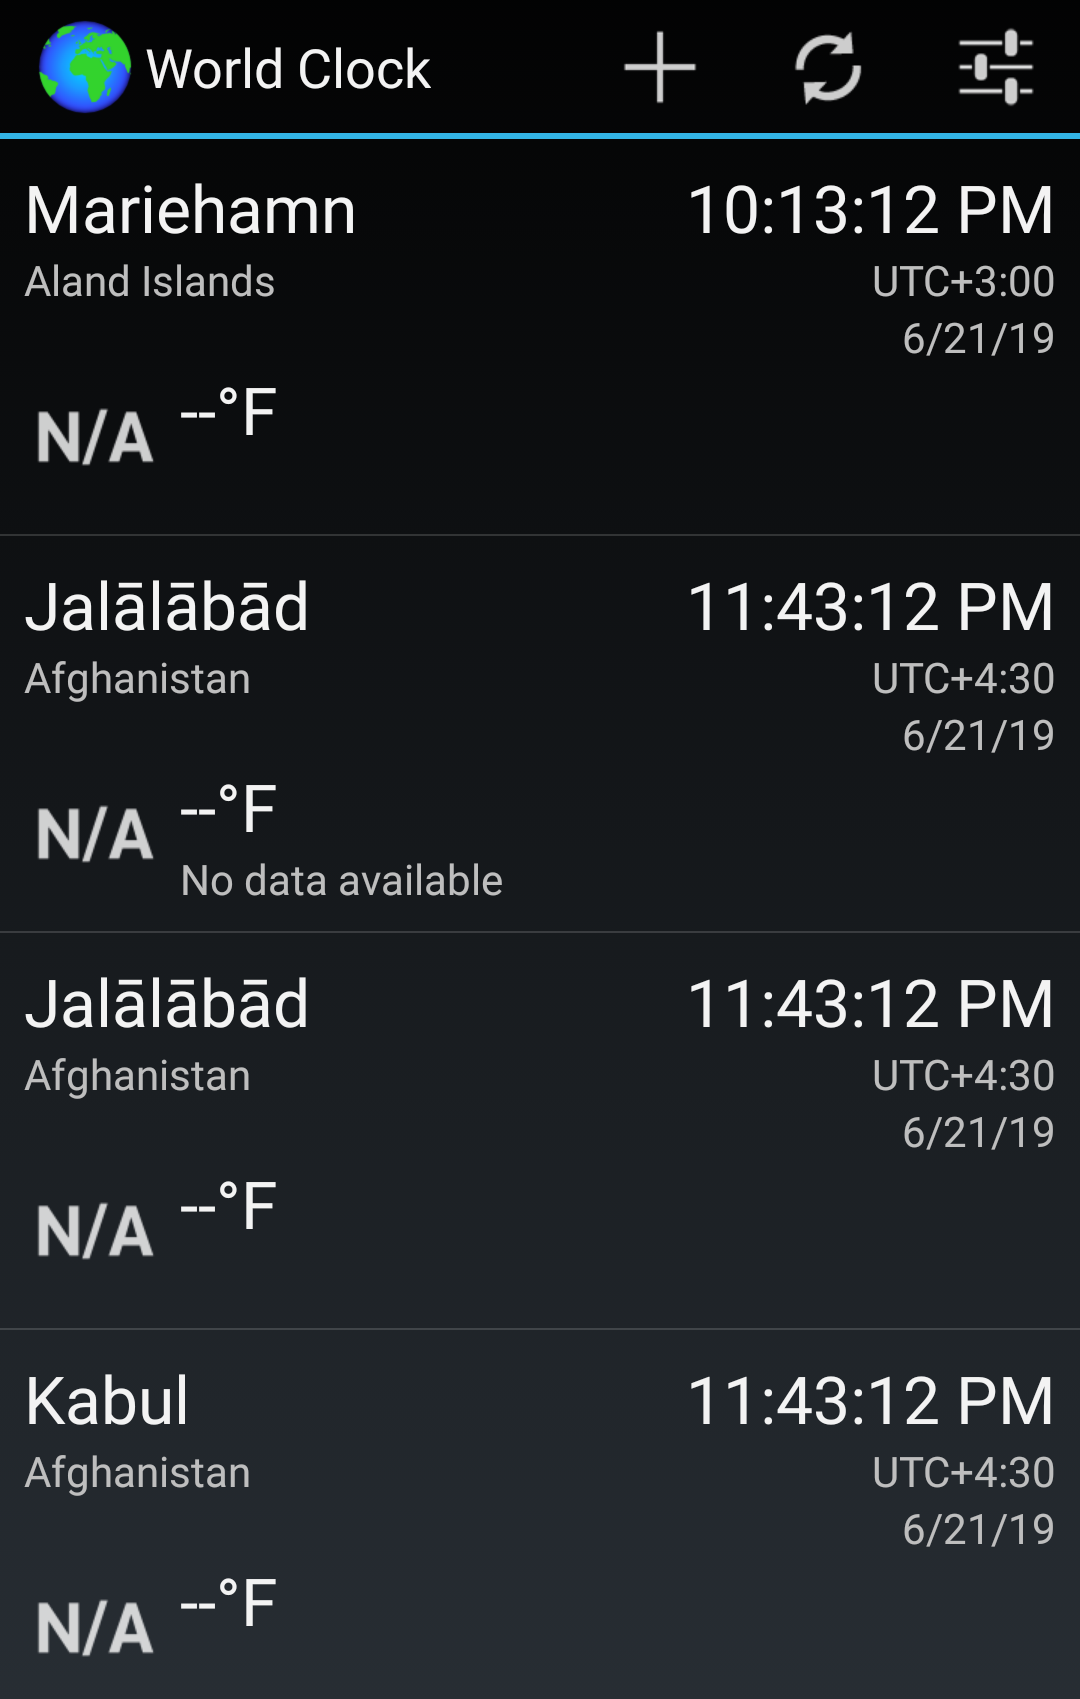 World Clock
Mariehamn 10:13:12 PM
Aland Islands UTC+3:00
6/21/19
N/A --°F
Jalālābād 11:43:12 PM
Afghanistan UTC+4:30
6/21/19
N/A --°F
No data available
Jalālābād 11:43:12 PM
Afghanistan UTC+4:30
6/21/19
N/A --°F
Kabul 11:43:12 PM
Afghanistan UTC+4:30
6/21/19
N/A --°F